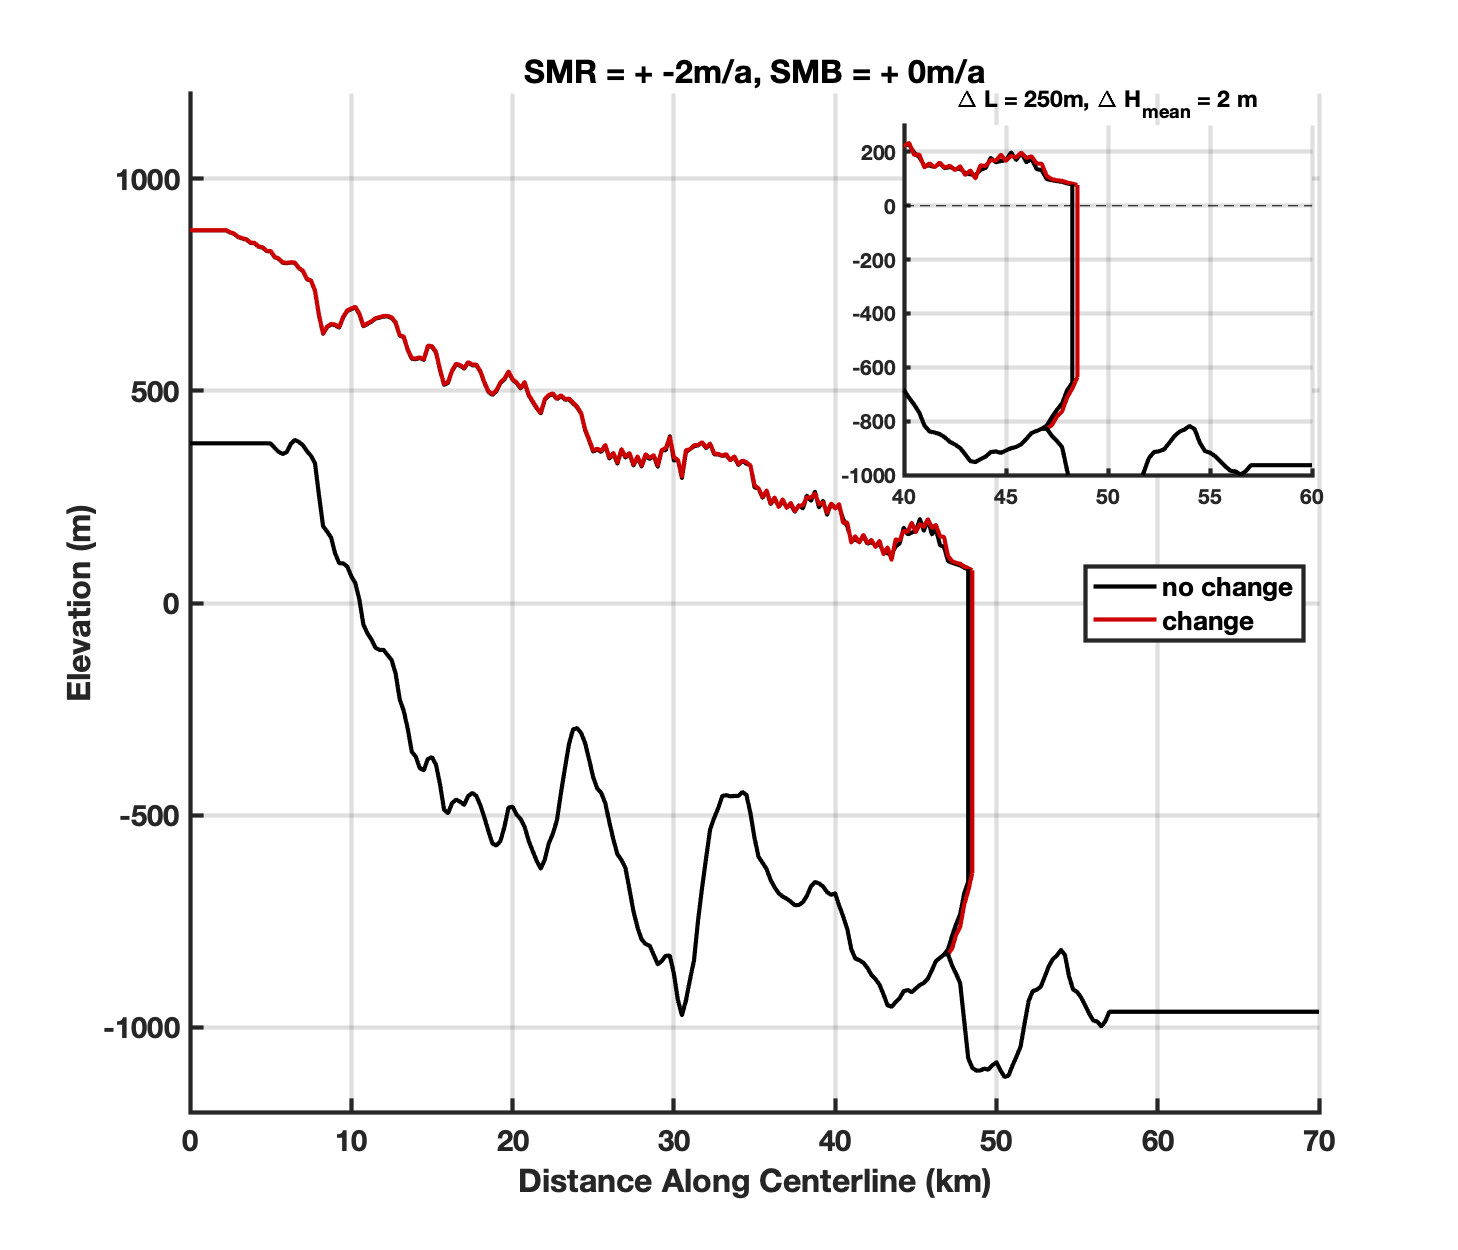 SMR = + -2m/a, SMB = + 0m/a
△ L = 250m, △ Hmean = 2 m
200
0
-200
-400
-600
-800
-1000
40 45 50 55 60
1000
500
0
-500
-1000
Elevation (m)
no change
change
0 10 20 30 40 50 60 70
Distance Along Centerline (km)